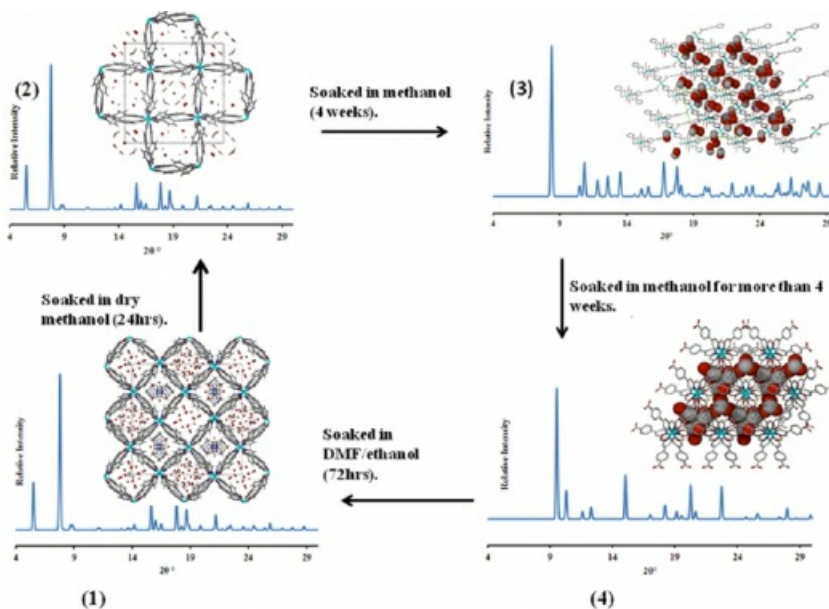 (2)
Relative Intensity
4 9 14 19 24 29
2θ °
Soaked in methanol
(4 weeks).
(3)
Relative Intensity
4 9 14 19 24 29
2θ °
Soaked in dry
methanol (24hrs).
Soaked in methanol for more than 4
weeks.
Relative Intensity
4 9 14 19 24 29
2θ°
(1)
Soaked in
DMF/ethanol
(72hrs).
Relative Intensity
4 9 14 19 24 29
2θ°
(4)